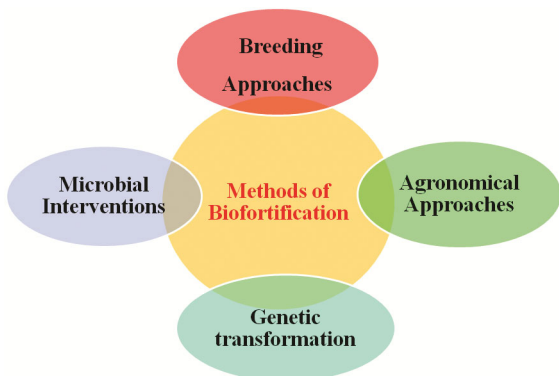 Breeding
Approaches
Microbial
Interventions
Methods of
Biofortification
Agronomical
Approaches
Genetic
transformation